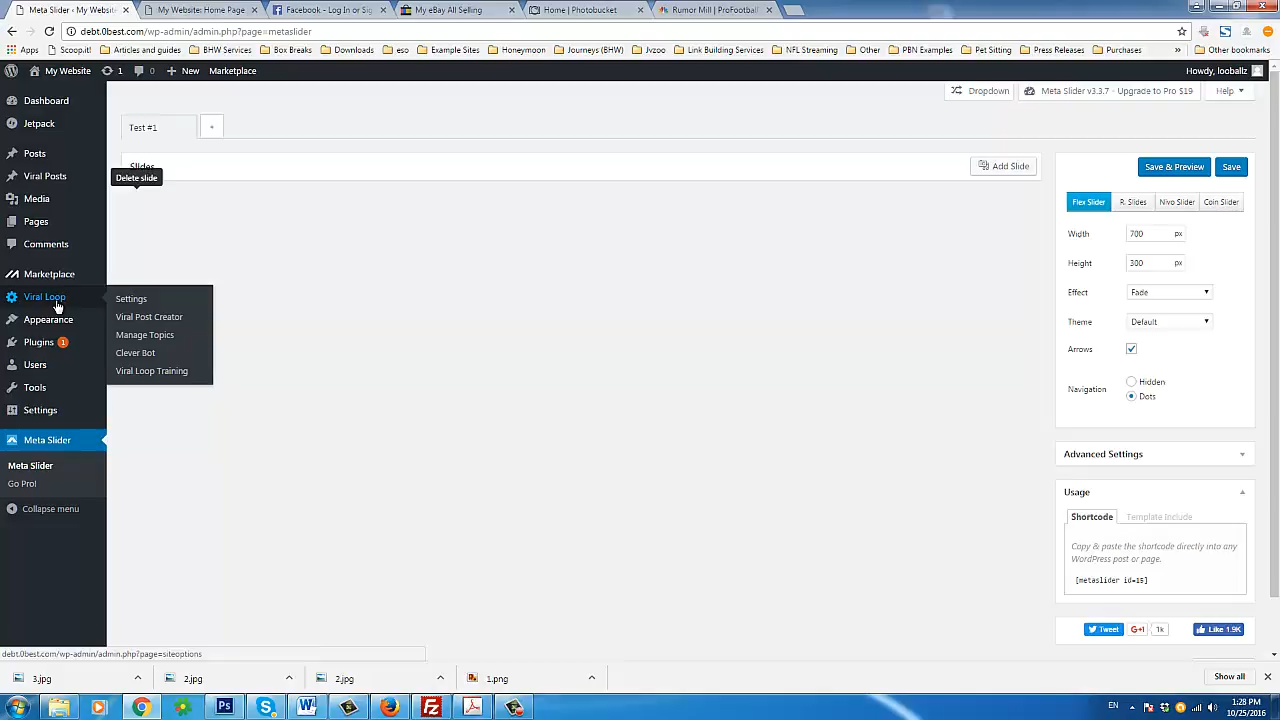 Meta Slider ‹ My Websit
My Website: Home Page
Facebook - Log In or Sig
My eBay All Selling
Home | Photobucket
Rumor Mill | ProFootball
debt.0best.com/wp-admin/admin.php?page=metaslider
Apps
Scoop.it!
Articles and guides
BHW Services
Box Breaks
Downloads
eso
Example Sites
Honeymoon
Journeys (BHW)
Jvzoo
Link Building Services
NFL Streaming
Other
PBN Examples
Pet Sitting
Press Releases
Purchases
»
Other bookmarks
My Website
1
0
New
Marketplace
Howdy, looballz
Dashboard
Jetpack
Posts
Viral Posts
Media
Pages
Comments
Marketplace
Viral Loop
Appearance
Plugins 1
Users
Tools
Settings
Meta Slider
Meta Slider
Go Pro!
Collapse menu
Settings
Viral Post Creator
Manage Topics
Clever Bot
Viral Loop Training
Dropdown
Meta Slider v3.3.7 - Upgrade to Pro $19
Help
Test #1
+
Slides
Delete slide
Add Slide
Save & Preview
Save
Flex Slider
R. Slides
Nivo Slider
Coin Slider
Width 700 px
Height 300 px
Effect Fade
Theme Default
Arrows
Navigation
Hidden
Dots
Advanced Settings
Usage
Shortcode
Template Include
Copy & paste the shortcode directly into any
WordPress post or page.
[metaslider id=15]
Tweet
G+1
1k
Like 1.9K
debt.0best.com/wp-admin/admin.php?page=siteoptions
3.jpg
2.jpg
2.jpg
1.png
Show all
EN
1:28 PM
10/25/2016